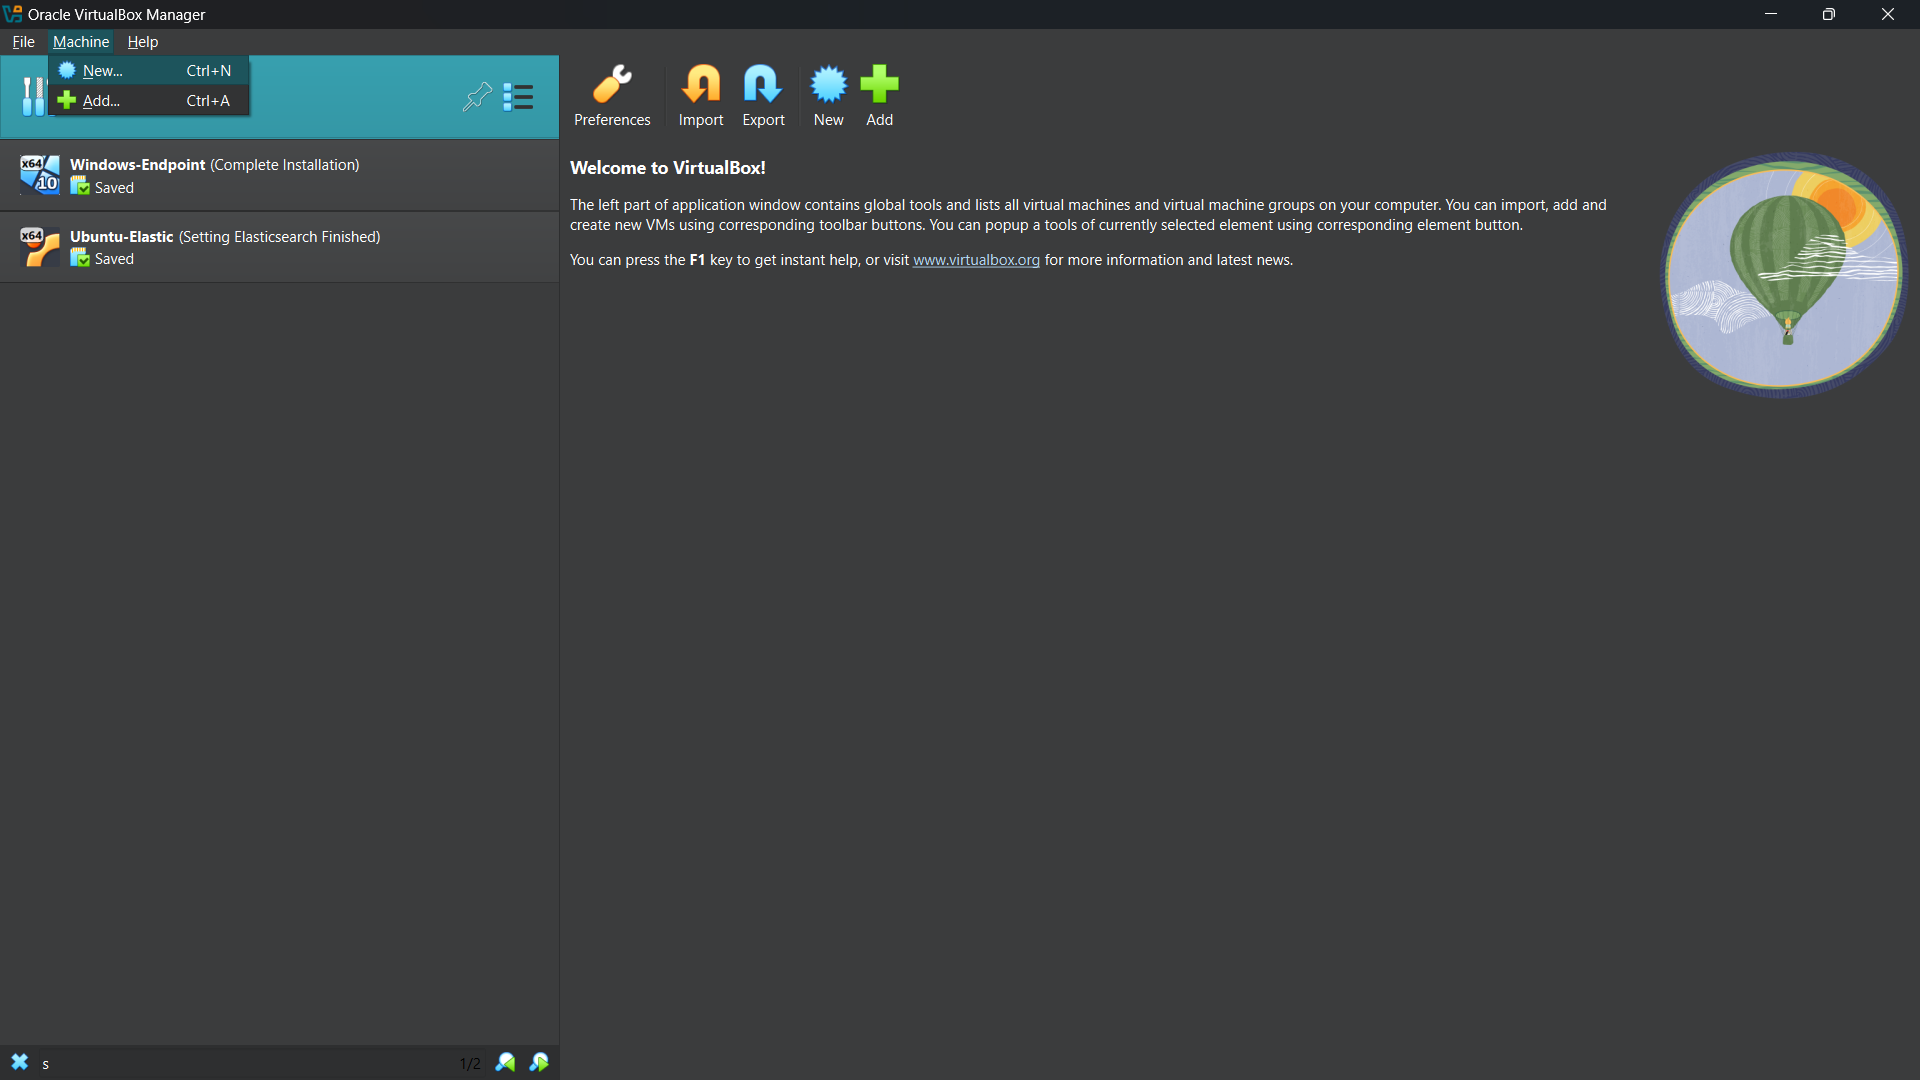 Oracle VirtualBox Manager
File Machine Help
New... Ctrl+N
Add... Ctrl+A
Preferences Import Export New Add
x64 10 Windows-Endpoint (Complete Installation)
Saved
x64 Ubuntu-Elastic (Setting Elasticsearch Finished)
Saved
Welcome to VirtualBox!
The left part of application window contains global tools and lists all virtual machines and virtual machine groups on your computer. You can import, add and
create new VMs using corresponding toolbar buttons. You can popup a tools of currently selected element using corresponding element button.
You can press the F1 key to get instant help, or visit www.virtualbox.org for more information and latest news.
s 1/2